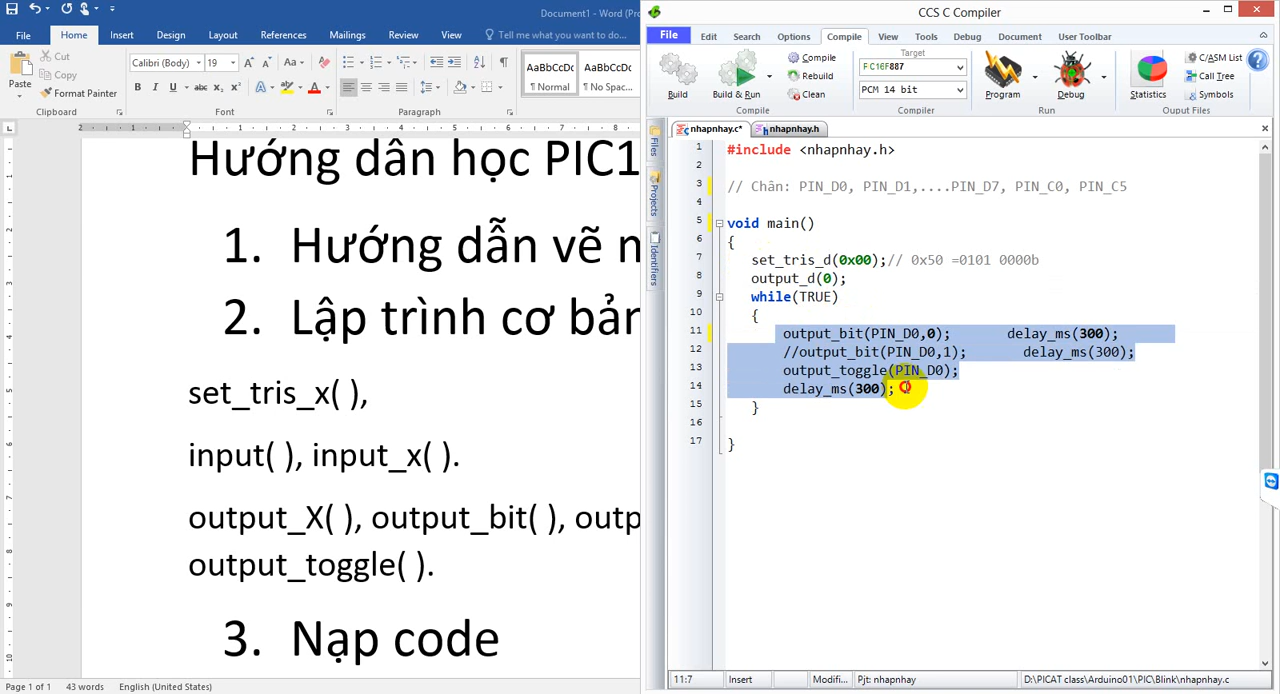 Document1 - Word (Pro
File Home Insert Design Layout References Mailings Review View Tell me what you want to do...
Paste
Cut
Copy
Format Painter
Calibri (Body) 19
AaBbCcDc AaBbCcDc
¶ Normal ¶ No Spac...
Clipboard Font Paragraph
Hướng dẫn học PIC1
1. Hướng dẫn vẽ m
2. Lập trình cơ bản
set_tris_x( ),
input( ), input_x( ).
output_X( ), output_bit( ), outp
output_toggle( ).
3. Nạp code
Page 1 of 1 43 words English (United States)
CCS C Compiler
File Edit Search Options Compile View Tools Debug Document User Toolbar
Build Build & Run
Compile
Rebuild
Clean
Compile
Target
PIC16F887
PCM 14 bit
Compiler
Program Debug
Run
Statistics
C/ASM List
Call Tree
Symbols
Ouput Files
nhapnhay.c* nhapnhay.h
Files
Projects
Identifiers
1 #include <nhapnhay.h>
2
3 // Chân: PIN_D0, PIN_D1,....PIN_D7, PIN_C0, PIN_C5
4
5 void main()
6 {
7 set_tris_d(0x00);// 0x50 =0101 0000b
8 output_d(0);
9 while(TRUE)
10 {
11 output_bit(PIN_D0,0); delay_ms(300);
12 //output_bit(PIN_D0,1); delay_ms(300);
13 output_toggle(PIN_D0);
14 delay_ms(300);
15 }
16
17 }
11:7 Insert Modifi... Pjt: nhapnhay D:\PICAT class\Arduino01\PIC\Blink\nhapnhay.c